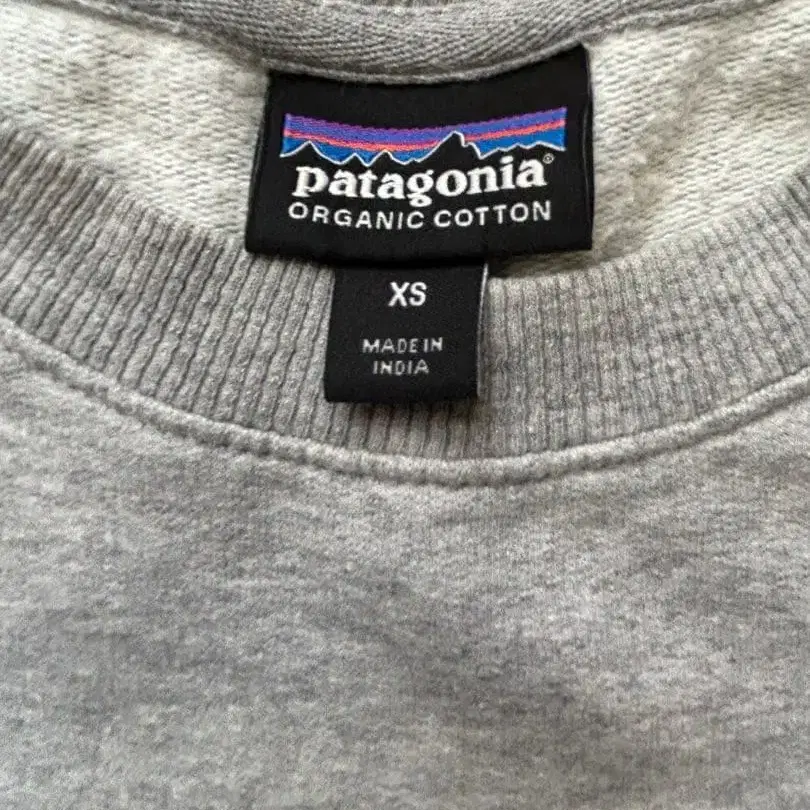 patagonia®
ORGANIC COTTON
XS
MADE IN
INDIA